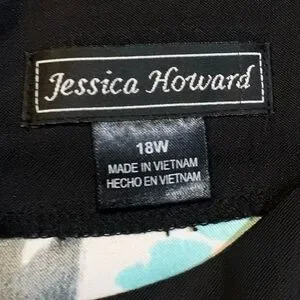 Jessica Howard
18W
MADE IN VIETNAM
HECHO EN VIETNAM